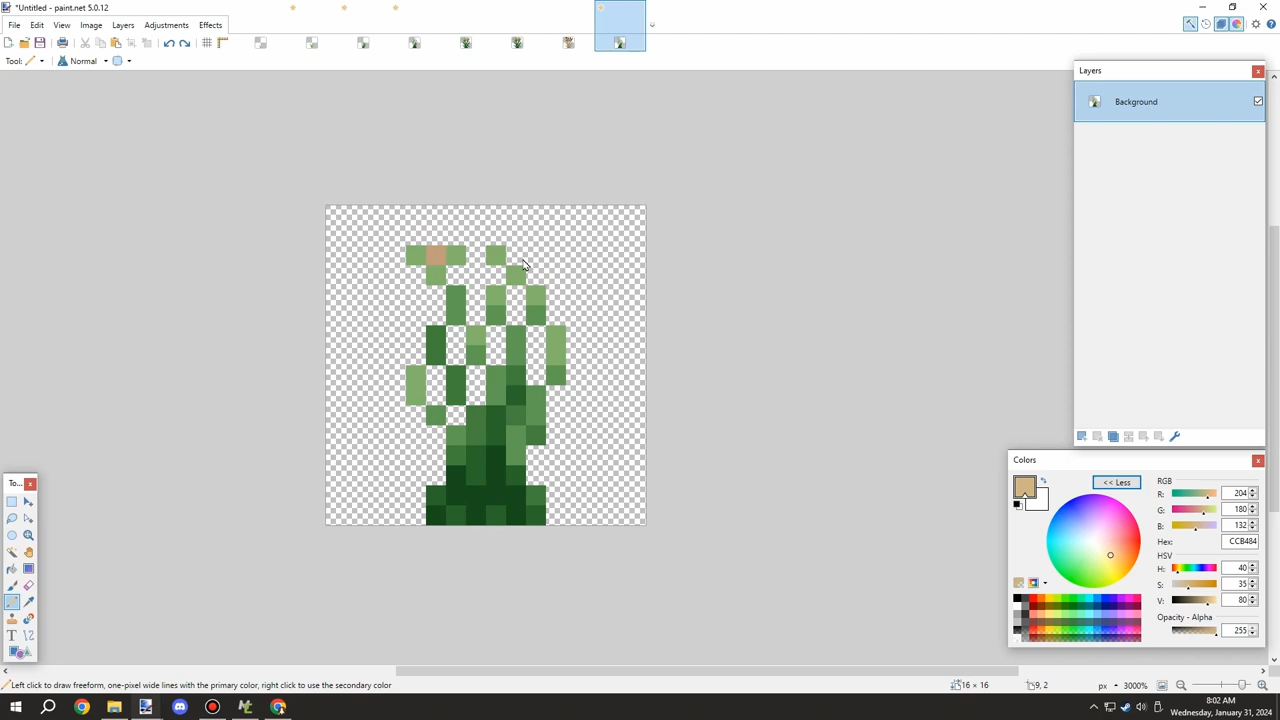 *Untitled - paint.net 5.0.12
File Edit View Image Layers Adjustments Effects
Tool: Normal
Layers
Background
Colors
<< Less
RGB
R: 204
G: 180
B: 132
Hex: CCB484
HSV
H: 40
S: 35
V: 80
Opacity - Alpha
255
To...
T
Left click to draw freeform, one-pixel wide lines with the primary color, right click to use the secondary color
16 × 16
9, 2
px
3000%
8:02 AM
Wednesday, January 31, 2024